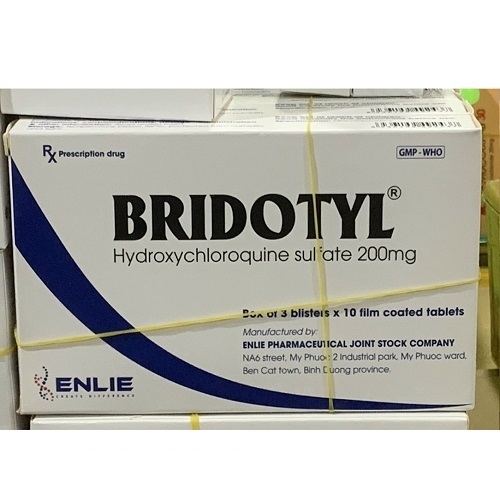 Rx Prescription drug
GMP - WHO
BRIDOTYL®
Hydroxychloroquine sulfate 200mg
Box of 3 blisters x 10 film coated tablets
Manufactured by:
ENLIE PHARMACEUTICAL JOINT STOCK COMPANY
NA6 street, My Phuoc 2 Industrial park, My Phuoc ward,
Ben Cat town, Binh Duong province.
ENLIE
CREATE DIFFERENCE